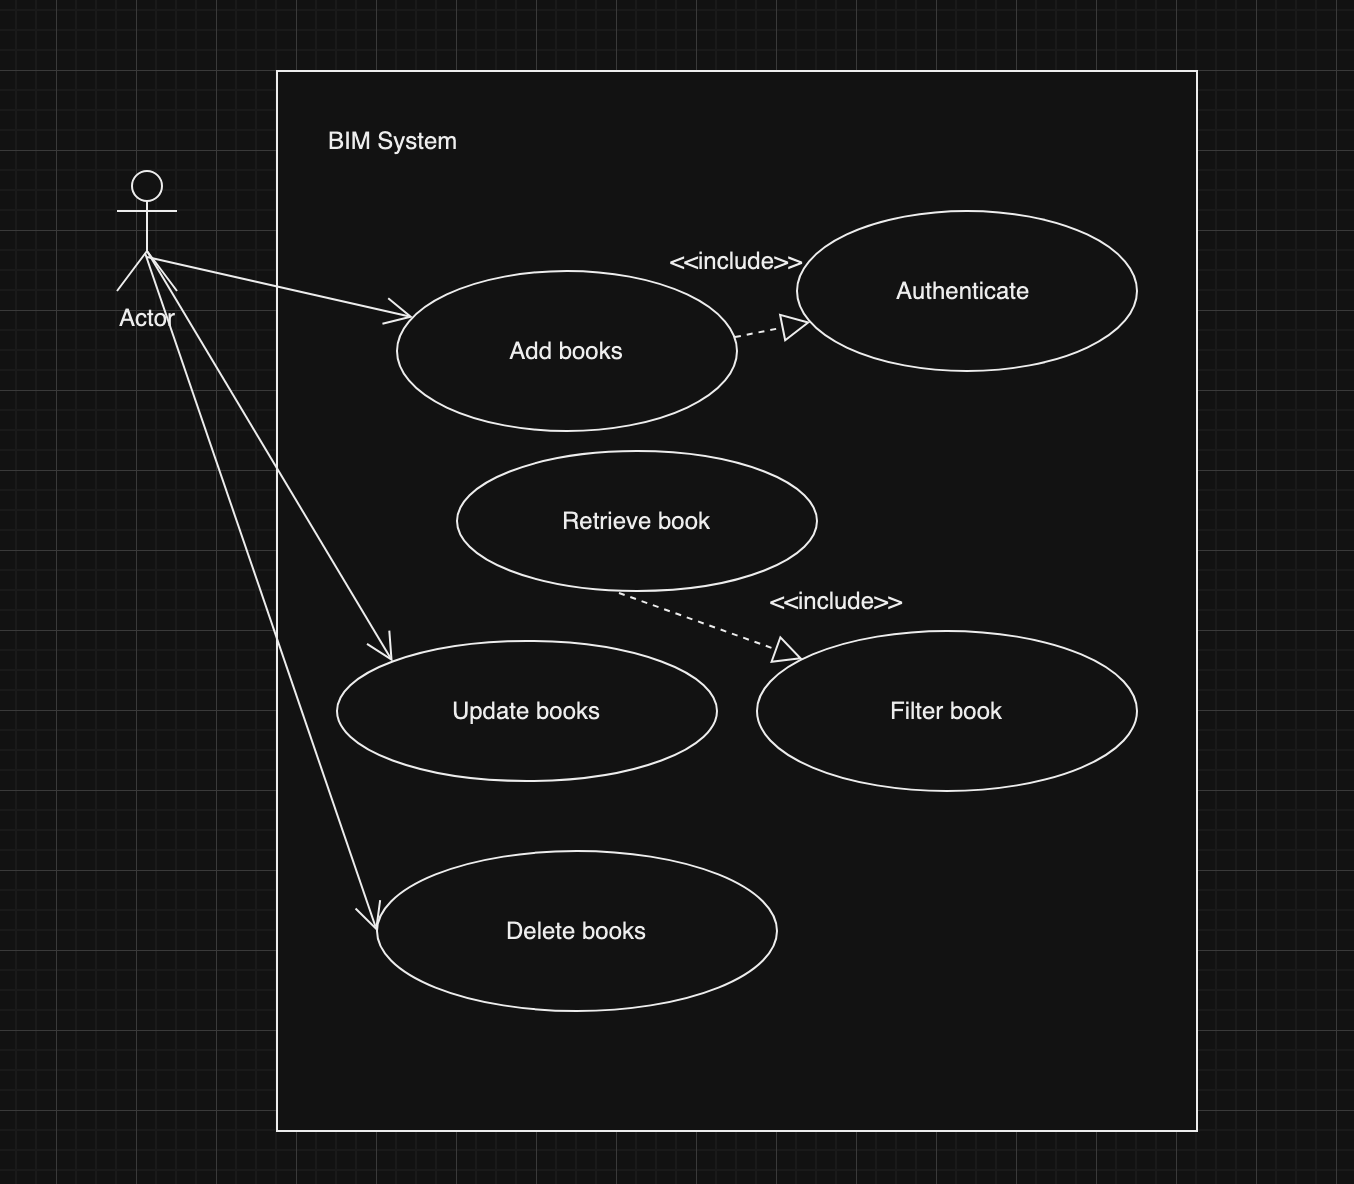 BIM System
<<include>>
Authenticate
Actor
Add books
Retrieve book
<<include>>
Update books
Filter book
Delete books